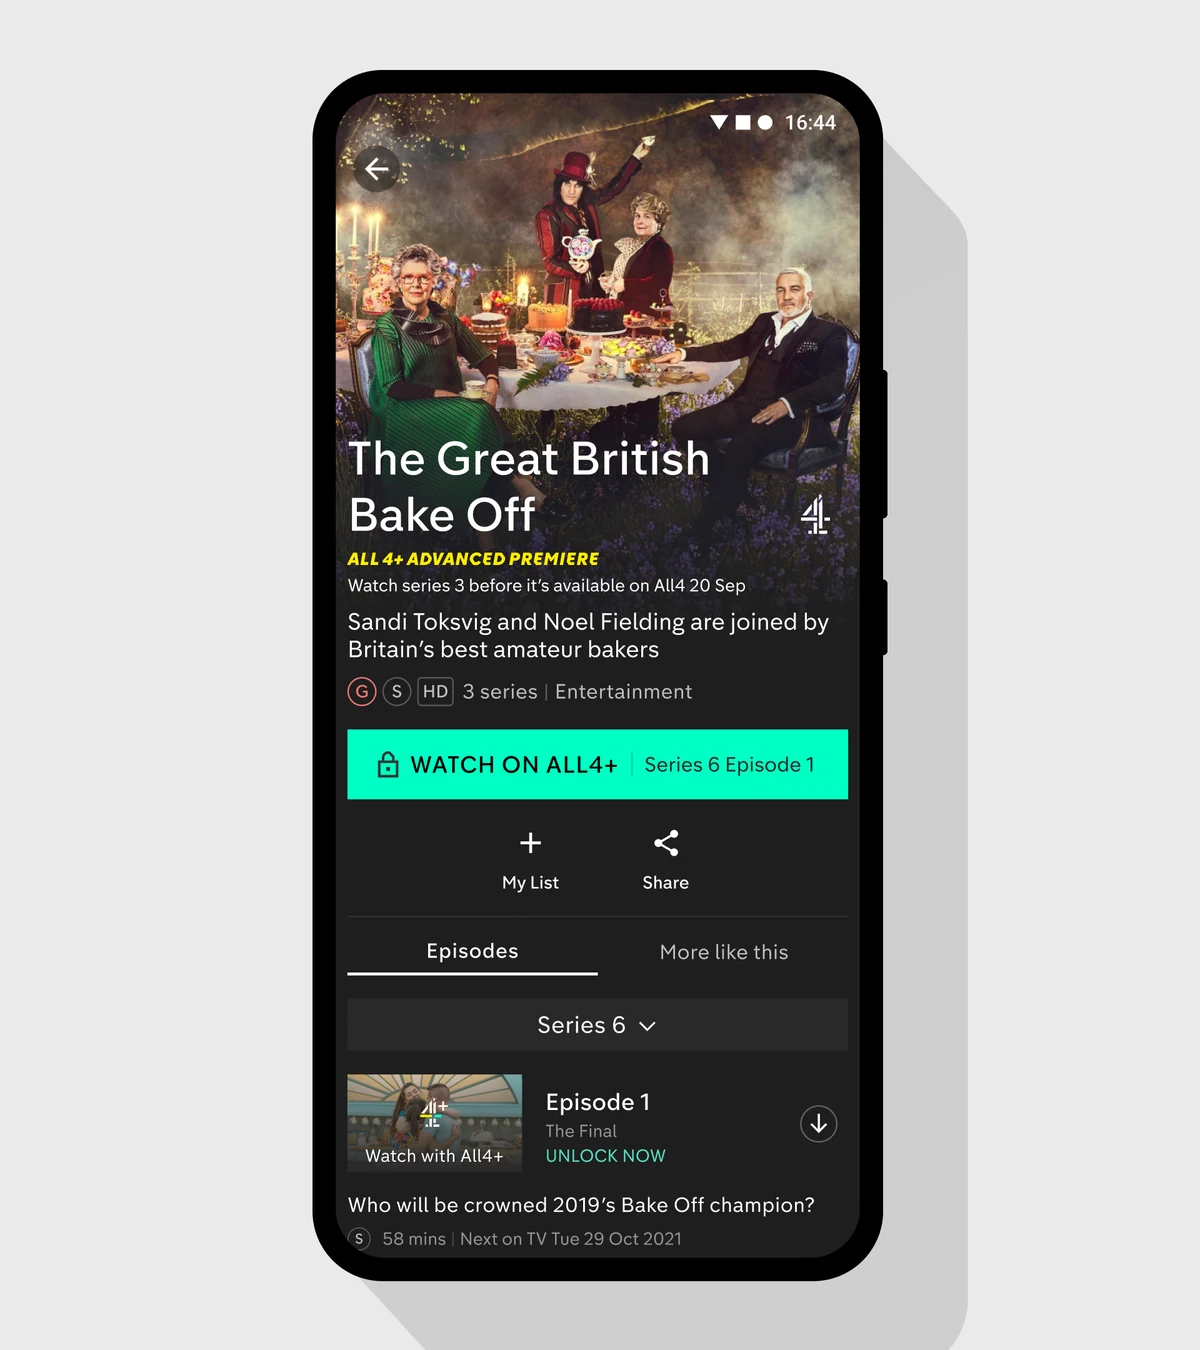 16:44
The Great British
Bake Off
4
ALL 4+ ADVANCED PREMIERE
Watch series 3 before it's available on All4 20 Sep
Sandi Toksvig and Noel Fielding are joined by
Britain's best amateur bakers
G S HD 3 series | Entertainment
WATCH ON ALL4+ | Series 6 Episode 1
My List Share
Episodes More like this
Series 6
4+
Watch with All4+
Episode 1
The Final
UNLOCK NOW
Who will be crowned 2019's Bake Off champion?
S 58 mins | Next on TV Tue 29 Oct 2021